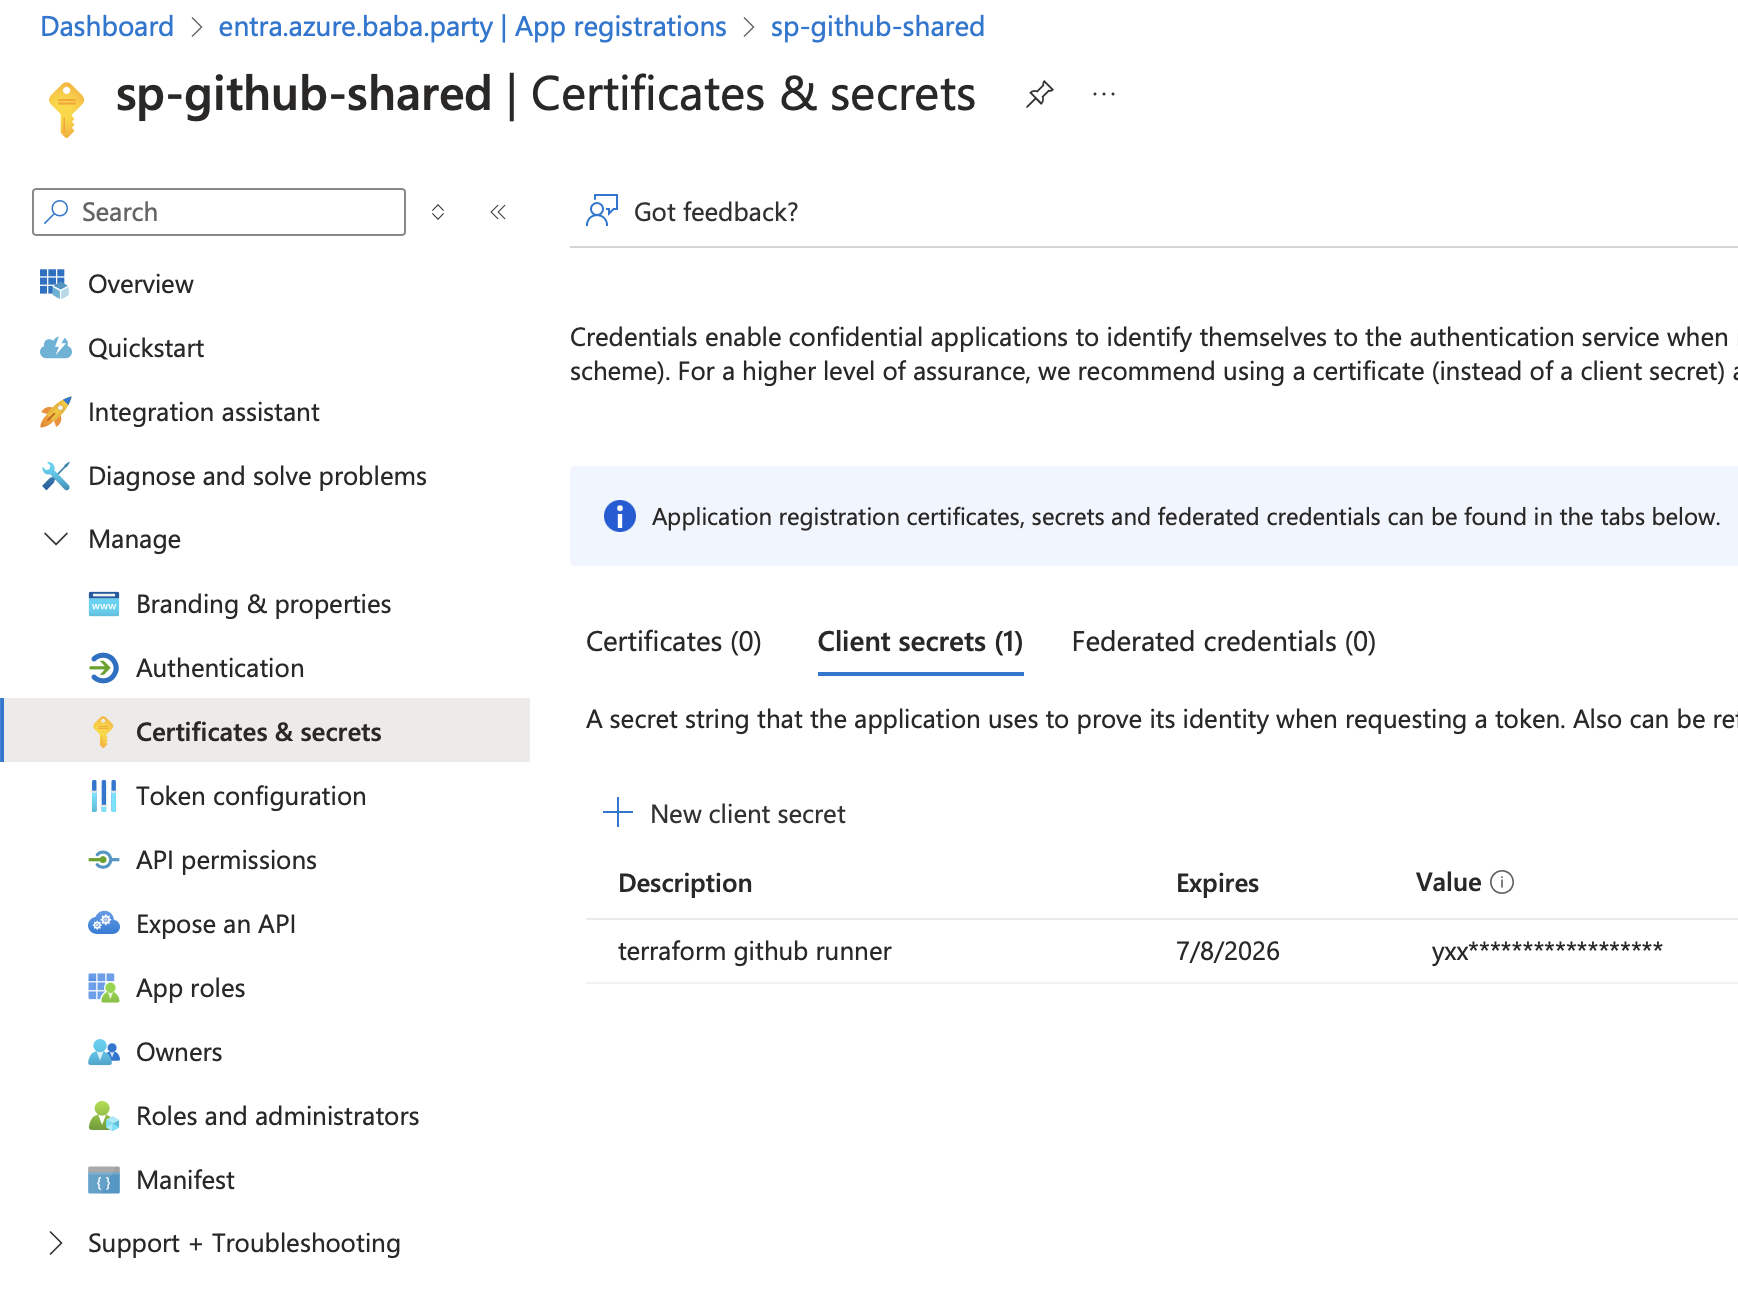 Dashboard > entra.azure.baba.party | App registrations > sp-github-shared
sp-github-shared | Certificates & secrets
Search
Got feedback?
Overview
Quickstart
Integration assistant
Diagnose and solve problems
Manage
Branding & properties
Authentication
Certificates & secrets
Token configuration
API permissions
Expose an API
App roles
Owners
Roles and administrators
Manifest
Support + Troubleshooting
Credentials enable confidential applications to identify themselves to the authentication service when
scheme). For a higher level of assurance, we recommend using a certificate (instead of a client secret)
Application registration certificates, secrets and federated credentials can be found in the tabs below.
Certificates (0) Client secrets (1) Federated credentials (0)
A secret string that the application uses to prove its identity when requesting a token. Also can be
New client secret
Description Expires Value
terraform github runner 7/8/2026 yxx******************